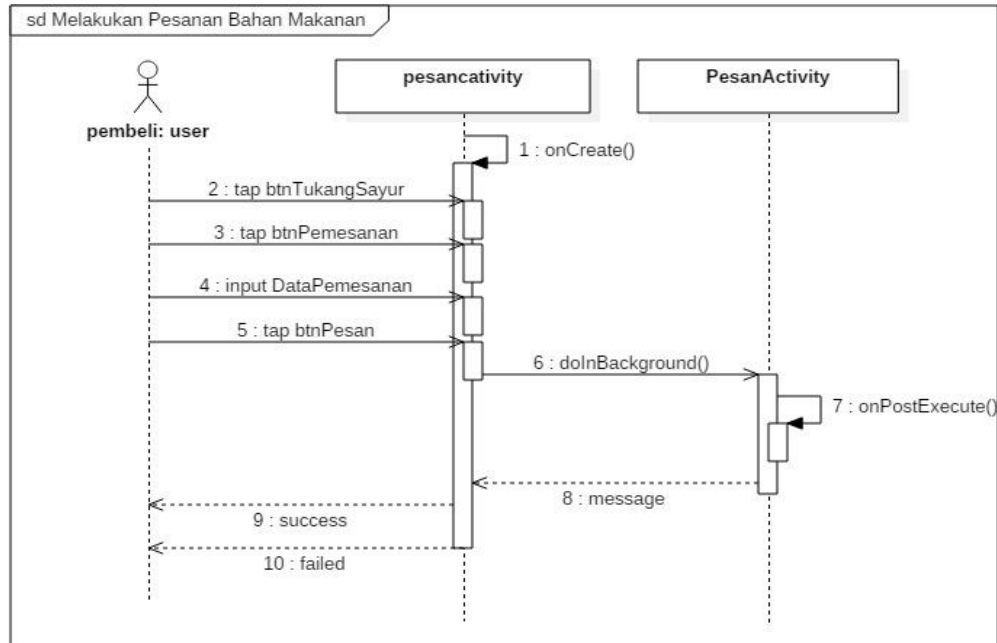 sd Melakukan Pesanan Bahan Makanan
pembeli: user
pesancativity
PesanActivity
1 : onCreate()
2 : tap btnTukangSayur
3 : tap btnPemesanan
4 : input DataPemesanan
5 : tap btnPesan
6 : doInBackground()
7 : onPostExecute()
8 : message
9 : success
10 : failed